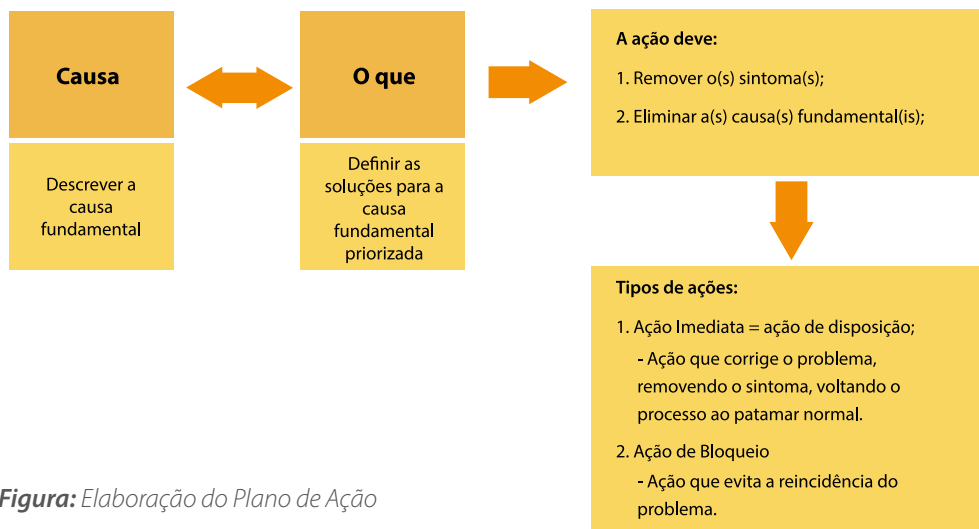 Causa
Descrever a
causa
fundamental
O que
Definir as
soluções para a
causa
fundamental
priorizada
A ação deve:
1. Remover o(s) sintoma(s);
2. Eliminar a(s) causa(s) fundamental(is);
Tipos de ações:
1. Ação Imediata = ação de disposição;
- Ação que corrige o problema,
removendo o sintoma, voltando o
processo ao patamar normal.
2. Ação de Bloqueio
- Ação que evita a reincidência do
problema.
Figura: Elaboração do Plano de Ação